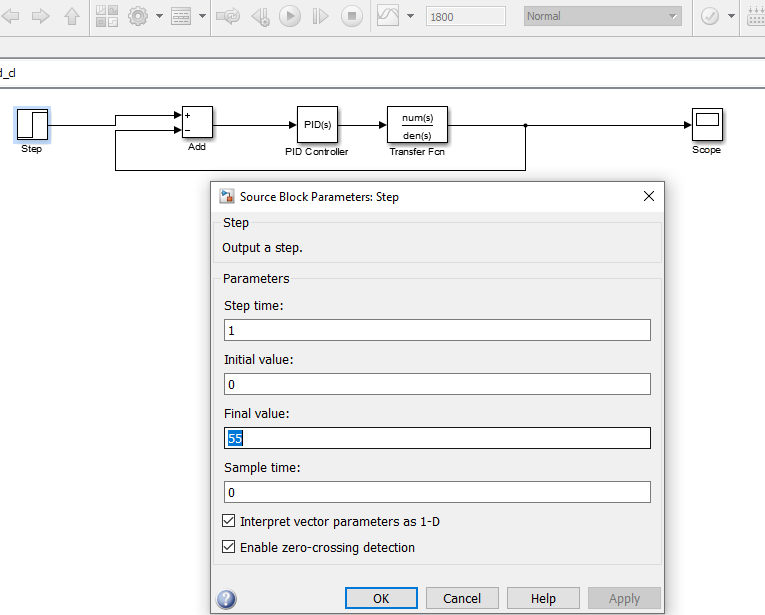 1800
Normal
d_d
Step
+
−
Add
PID(s)
PID Controller
num(s)
den(s)
Transfer Fcn
Scope
Source Block Parameters: Step
Step
Output a step.
Parameters
Step time:
1
Initial value:
0
Final value:
55
Sample time:
0
Interpret vector parameters as 1-D
Enable zero-crossing detection
?
OK
Cancel
Help
Apply